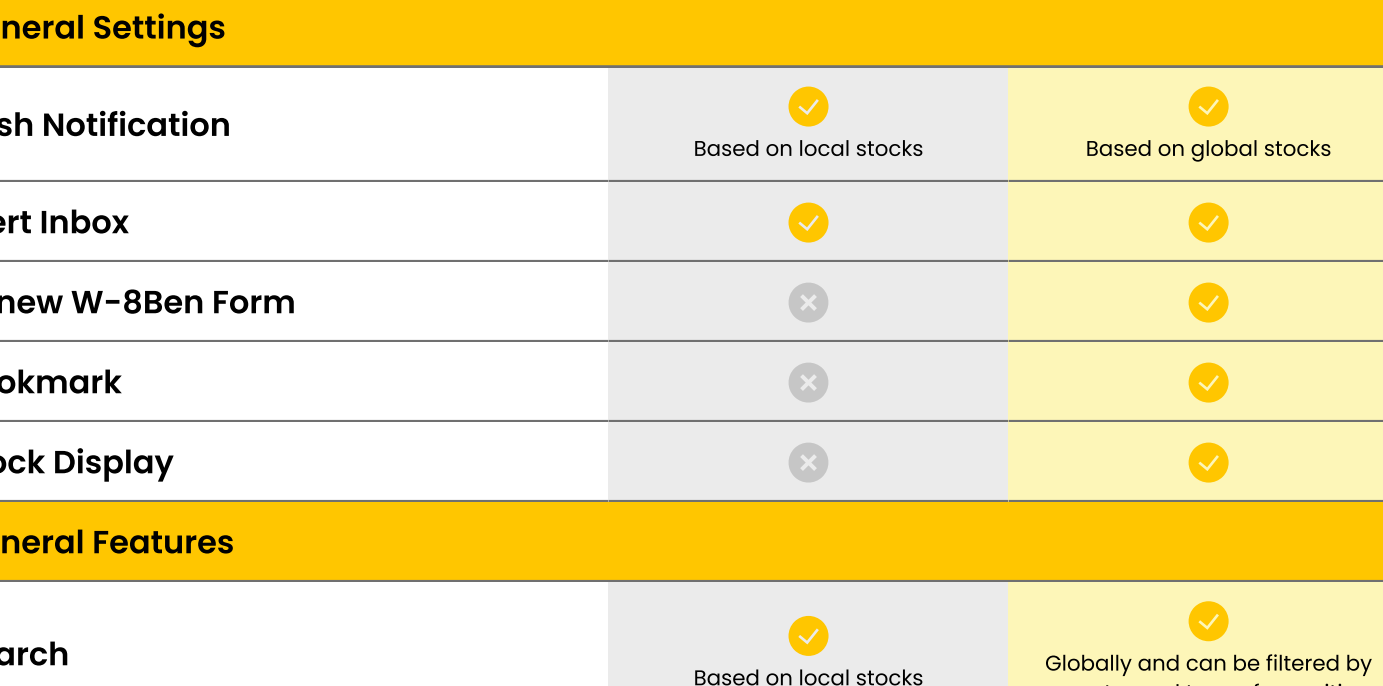 neral Settings
sh Notification
Based on local stocks
Based on global stocks
ert Inbox
new W-8Ben Form
okmark
ock Display
neral Features
arch
Based on local stocks
Globally and can be filtered by